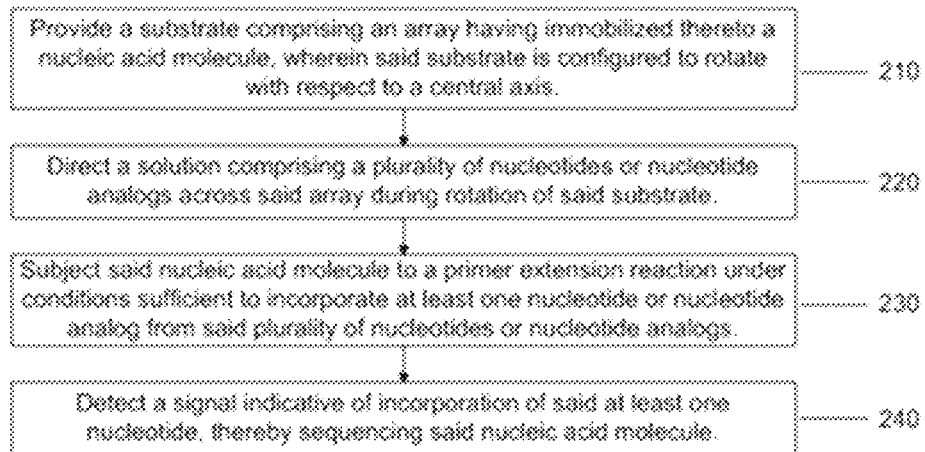 Provide a substrate comprising an array having immobilized thereto a
nucleic acid molecule, wherein said substrate is configured to rotate
with respect to a central axis.
210
Direct a solution comprising a plurality of nucleotides or nucleotide
analogs across said array during rotation of said substrate.
220
Subject said nucleic acid molecule to a primer extension reaction under
conditions sufficient to incorporate at least one nucleotide or nucleotide
analog from said plurality of nucleotides or nucleotide analogs.
230
Detect a signal indicative of incorporation of said at least one
nucleotide, thereby sequencing said nucleic acid molecule.
240